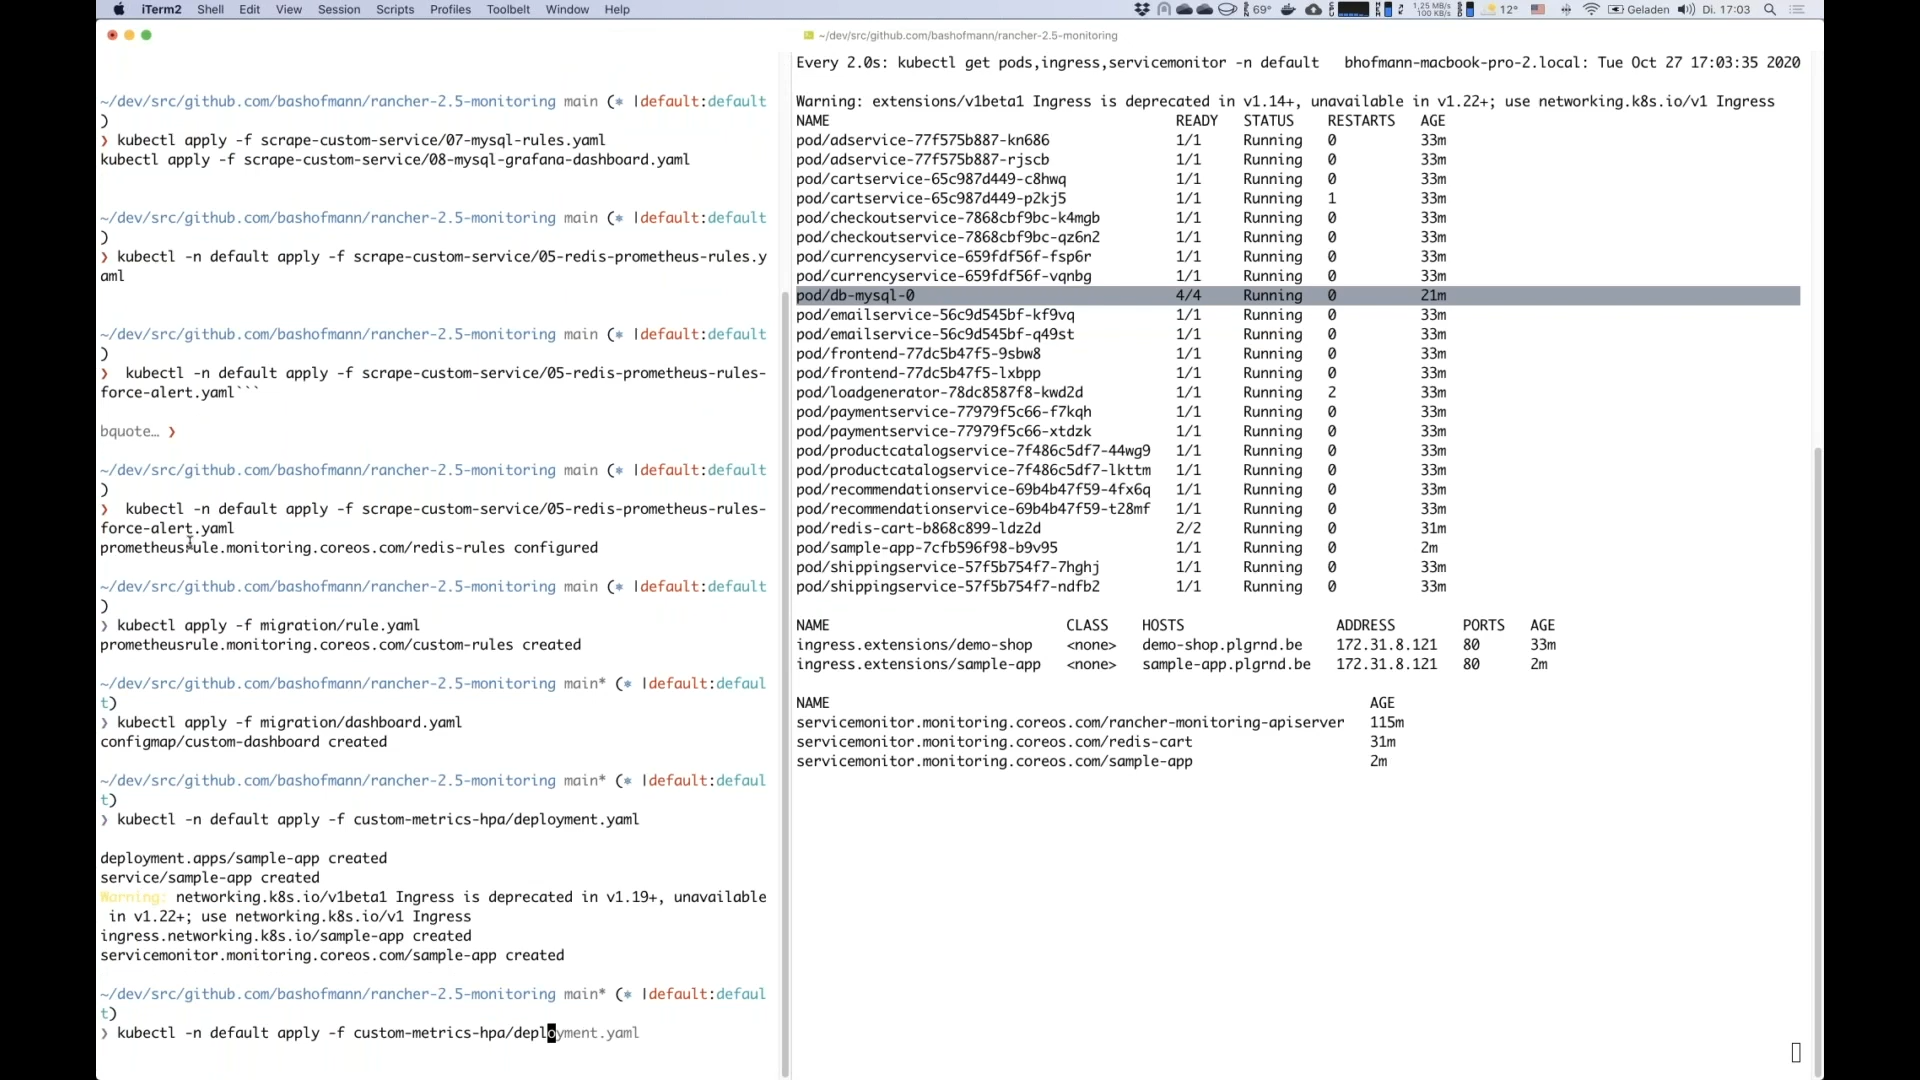 iTerm2 Shell Edit View Session Scripts Profiles Toolbelt Window Help 69° 1,25 MB/s 100 KB/s 12° Geladen Di. 17:03
~/dev/src/github.com/bashofmann/rancher-2.5-monitoring
~/dev/src/github.com/bashofmann/rancher-2.5-monitoring main (* |default:default
)
❯ kubectl apply -f scrape-custom-service/07-mysql-rules.yaml
kubectl apply -f scrape-custom-service/08-mysql-grafana-dashboard.yaml
~/dev/src/github.com/bashofmann/rancher-2.5-monitoring main (* |default:default
)
❯ kubectl -n default apply -f scrape-custom-service/05-redis-prometheus-rules.y
aml
~/dev/src/github.com/bashofmann/rancher-2.5-monitoring main (* |default:default
)
❯  kubectl -n default apply -f scrape-custom-service/05-redis-prometheus-rules-
force-alert.yaml```
bquote… ❯
~/dev/src/github.com/bashofmann/rancher-2.5-monitoring main (* |default:default
)
❯  kubectl -n default apply -f scrape-custom-service/05-redis-prometheus-rules-
force-alert.yaml
prometheusrule.monitoring.coreos.com/redis-rules configured
~/dev/src/github.com/bashofmann/rancher-2.5-monitoring main (* |default:default
)
❯ kubectl apply -f migration/rule.yaml
prometheusrule.monitoring.coreos.com/custom-rules created
~/dev/src/github.com/bashofmann/rancher-2.5-monitoring main* (* |default:defaul
t)
❯ kubectl apply -f migration/dashboard.yaml
configmap/custom-dashboard created
~/dev/src/github.com/bashofmann/rancher-2.5-monitoring main* (* |default:defaul
t)
❯ kubectl -n default apply -f custom-metrics-hpa/deployment.yaml
deployment.apps/sample-app created
service/sample-app created
Warning: networking.k8s.io/v1beta1 Ingress is deprecated in v1.19+, unavailable
in v1.22+; use networking.k8s.io/v1 Ingress
ingress.networking.k8s.io/sample-app created
servicemonitor.monitoring.coreos.com/sample-app created
~/dev/src/github.com/bashofmann/rancher-2.5-monitoring main* (* |default:defaul
t)
❯ kubectl -n default apply -f custom-metrics-hpa/deployment.yaml
Every 2.0s: kubectl get pods,ingress,servicemonitor -n default bhofmann-macbook-pro-2.local: Tue Oct 27 17:03:35 2020
Warning: extensions/v1beta1 Ingress is deprecated in v1.14+, unavailable in v1.22+; use networking.k8s.io/v1 Ingress
NAME READY STATUS RESTARTS AGE
pod/adservice-77f575b887-kn686 1/1 Running 0 33m
pod/adservice-77f575b887-rjscb 1/1 Running 0 33m
pod/cartservice-65c987d449-c8hwq 1/1 Running 0 33m
pod/cartservice-65c987d449-p2kj5 1/1 Running 1 33m
pod/checkoutservice-7868cbf9bc-k4mgb 1/1 Running 0 33m
pod/checkoutservice-7868cbf9bc-qz6n2 1/1 Running 0 33m
pod/currencyservice-659fdf56f-fsp6r 1/1 Running 0 33m
pod/currencyservice-659fdf56f-vqnbg 1/1 Running 0 33m
pod/db-mysql-0 4/4 Running 0 21m
pod/emailservice-56c9d545bf-kf9vq 1/1 Running 0 33m
pod/emailservice-56c9d545bf-q49st 1/1 Running 0 33m
pod/frontend-77dc5b47f5-9sbw8 1/1 Running 0 33m
pod/frontend-77dc5b47f5-lxbpp 1/1 Running 0 33m
pod/loadgenerator-78dc8587f8-kwd2d 1/1 Running 2 33m
pod/paymentservice-77979f5c66-f7kqh 1/1 Running 0 33m
pod/paymentservice-77979f5c66-xtdzk 1/1 Running 0 33m
pod/productcatalogservice-7f486c5df7-44wg9 1/1 Running 0 33m
pod/productcatalogservice-7f486c5df7-lkttm 1/1 Running 0 33m
pod/recommendationservice-69b4b47f59-4fx6q 1/1 Running 0 33m
pod/recommendationservice-69b4b47f59-t28mf 1/1 Running 0 33m
pod/redis-cart-b868c899-ldz2d 2/2 Running 0 31m
pod/sample-app-7cfb596f98-b9v95 1/1 Running 0 2m
pod/shippingservice-57f5b754f7-7hghj 1/1 Running 0 33m
pod/shippingservice-57f5b754f7-ndfb2 1/1 Running 0 33m
NAME CLASS HOSTS ADDRESS PORTS AGE
ingress.extensions/demo-shop <none> demo-shop.plgrnd.be 172.31.8.121 80 33m
ingress.extensions/sample-app <none> sample-app.plgrnd.be 172.31.8.121 80 2m
NAME AGE
servicemonitor.monitoring.coreos.com/rancher-monitoring-apiserver 115m
servicemonitor.monitoring.coreos.com/redis-cart 31m
servicemonitor.monitoring.coreos.com/sample-app 2m